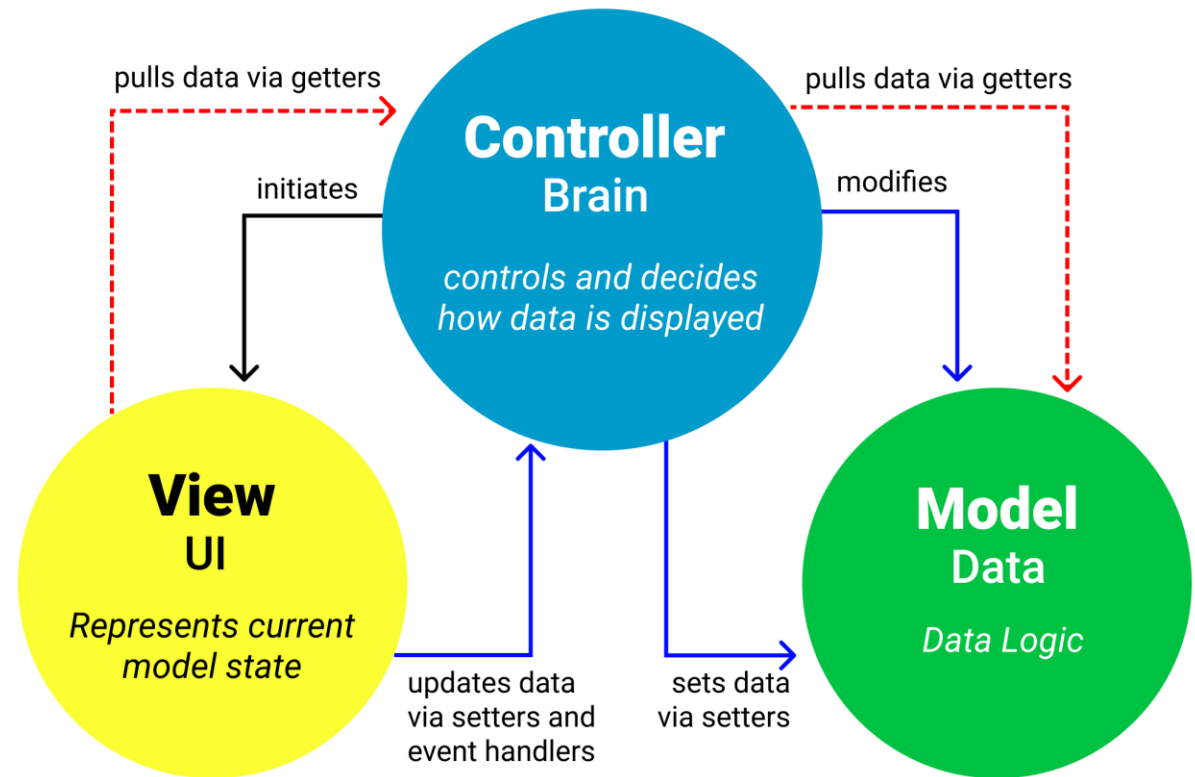 pulls data via getters
pulls data via getters
Controller
Brain
initiates
modifies
controls and decides
how data is displayed
View
UI
Represents current
model state
Model
Data
Data Logic
updates data
via setters and
event handlers
sets data
via setters